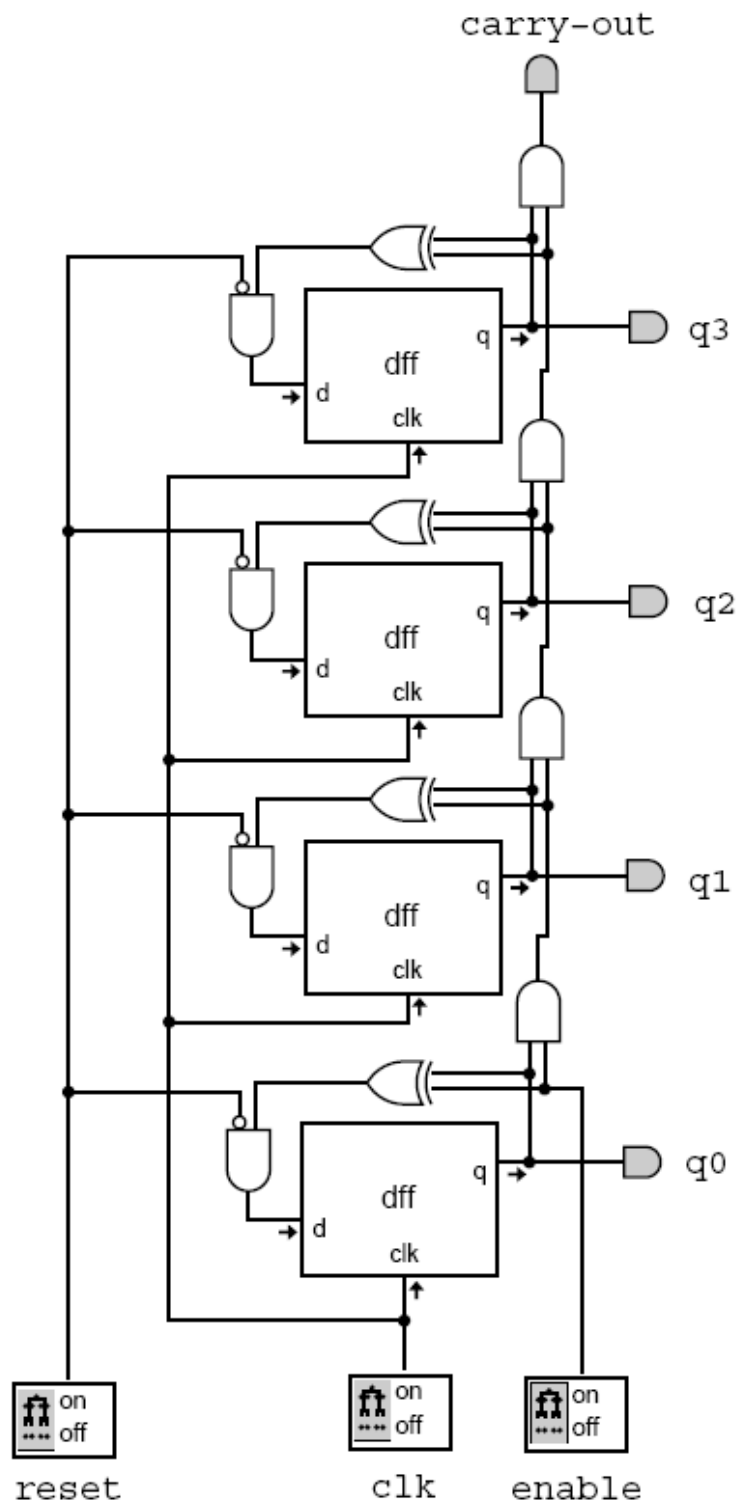 carry-out
q
q3
dff
d
clk
q
q2
dff
d
clk
q
q1
dff
d
clk
q
q0
dff
d
clk
on
off
on
off
on
off
reset
clk
enable